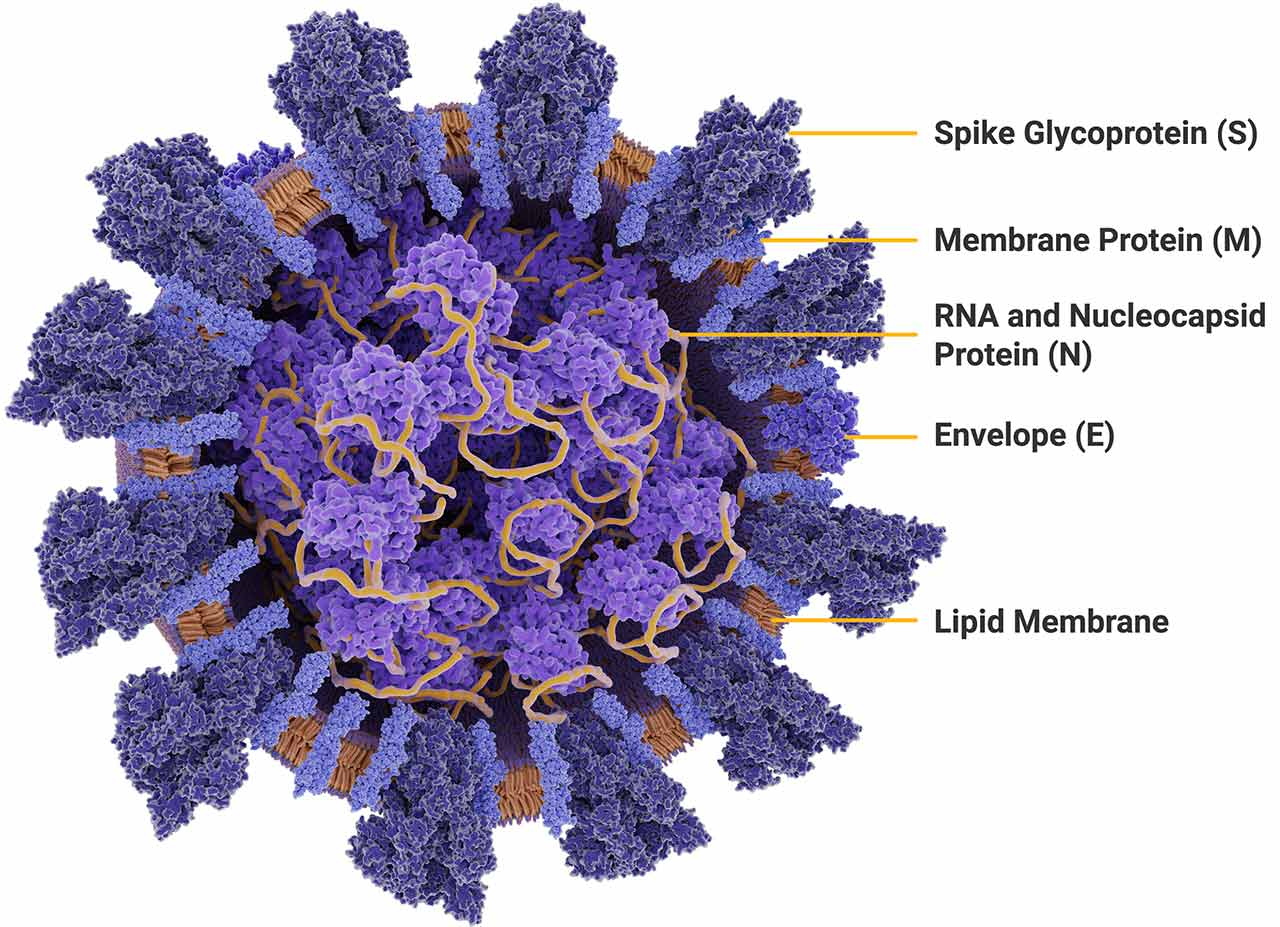 Spike Glycoprotein (S)
Membrane Protein (M)
RNA and Nucleocapsid
Protein (N)
Envelope (E)
Lipid Membrane